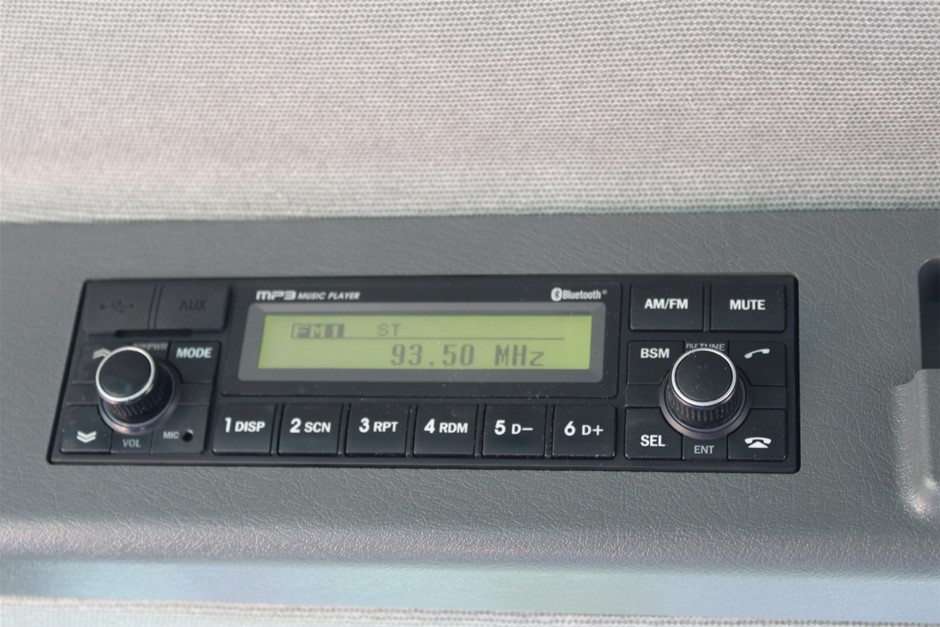 AUX
MP3 MUSIC PLAYER
Bluetooth®
AM/FM
MUTE
FM1 ST
93.50 MHz
MODE
BSM
TUNE
1 DISP
2 SCN
3 RPT
4 RDM
5 D−
6 D+
VOL
MIC
SEL
ENT